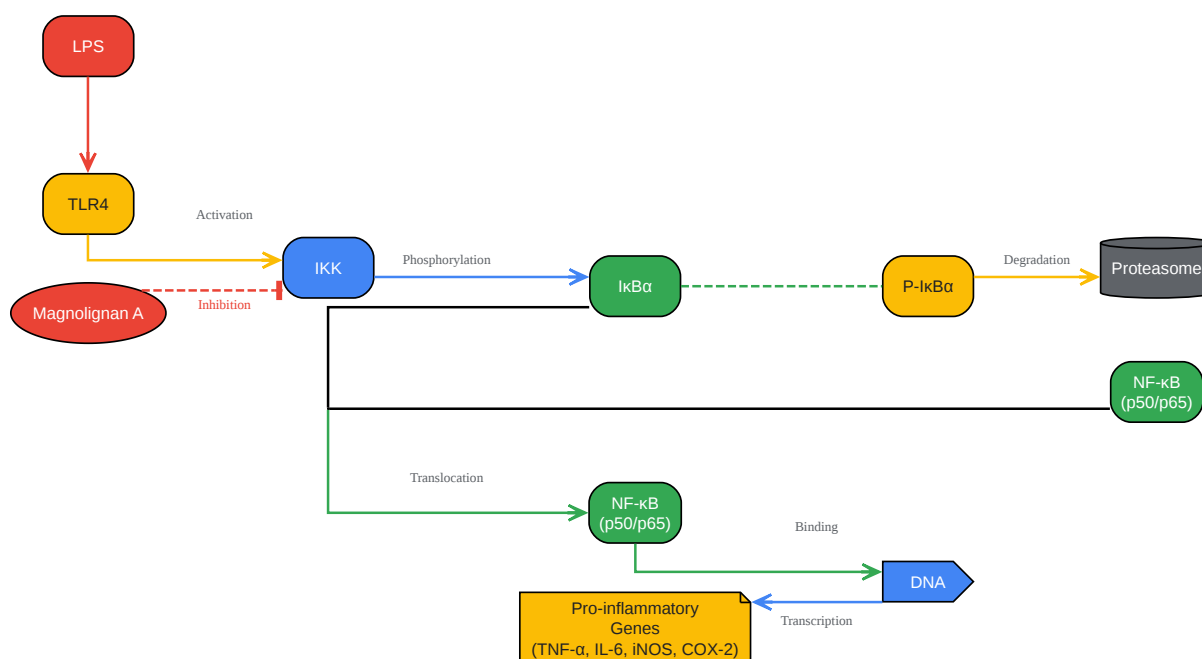 LPS
TLR4
Activation
IKK
Phosphorylation
IκBα
P-IκBα
Degradation
Proteasome
Magnolignan A
Inhibition
NF-κB
(p50/p65)
Translocation
NF-κB
(p50/p65)
Binding
DNA
Transcription
Pro-inflammatory
Genes
(TNF-α, IL-6, iNOS, COX-2)